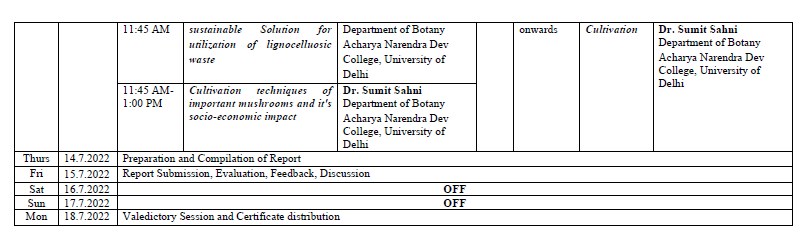 11:45 AM sustainable Solution for Department of Botany onwards Cultivation Dr. Sumit Sahni
utilization of lignocelluosic Acharya Narendra Dev Department of Botany
waste College, University of Acharya Narendra Dev
Delhi College, University of
Delhi
11:45 AM- Cultivation techniques of Dr. Sumit Sahni
1:00 PM important mushrooms and it's Department of Botany
socio-economic impact Acharya Narendra Dev
College, University of
Delhi
Thurs 14.7.2022 Preparation and Compilation of Report
Fri 15.7.2022 Report Submission, Evaluation, Feedback, Discussion
Sat 16.7.2022 OFF
Sun 17.7.2022 OFF
Mon 18.7.2022 Valedictory Session and Certificate distribution